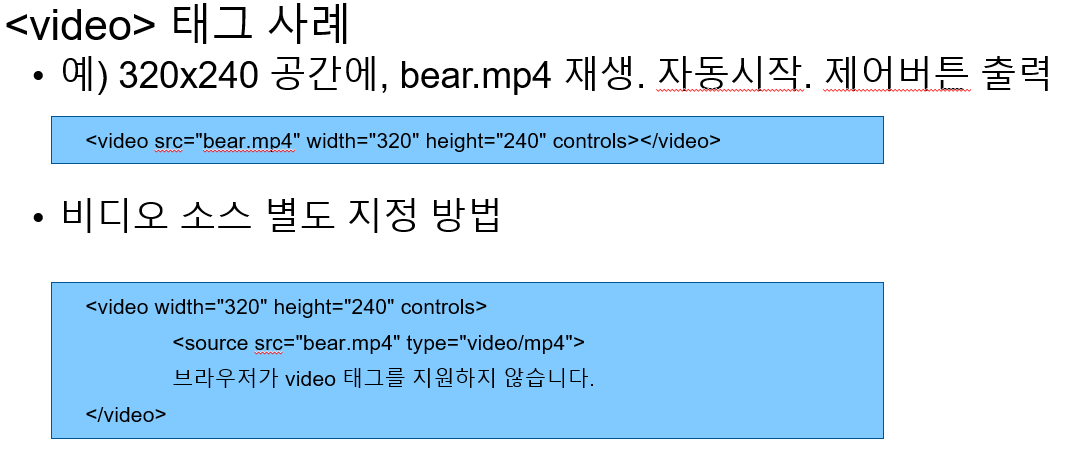 <video> 태그 사례
• 예) 320x240 공간에, bear.mp4 재생. 자동시작. 제어버튼 출력
<video src="bear.mp4" width="320" height="240" controls></video>
• 비디오 소스 별도 지정 방법
<video width="320" height="240" controls>
<source src="bear.mp4" type="video/mp4">
브라우저가 video 태그를 지원하지 않습니다.
</video>